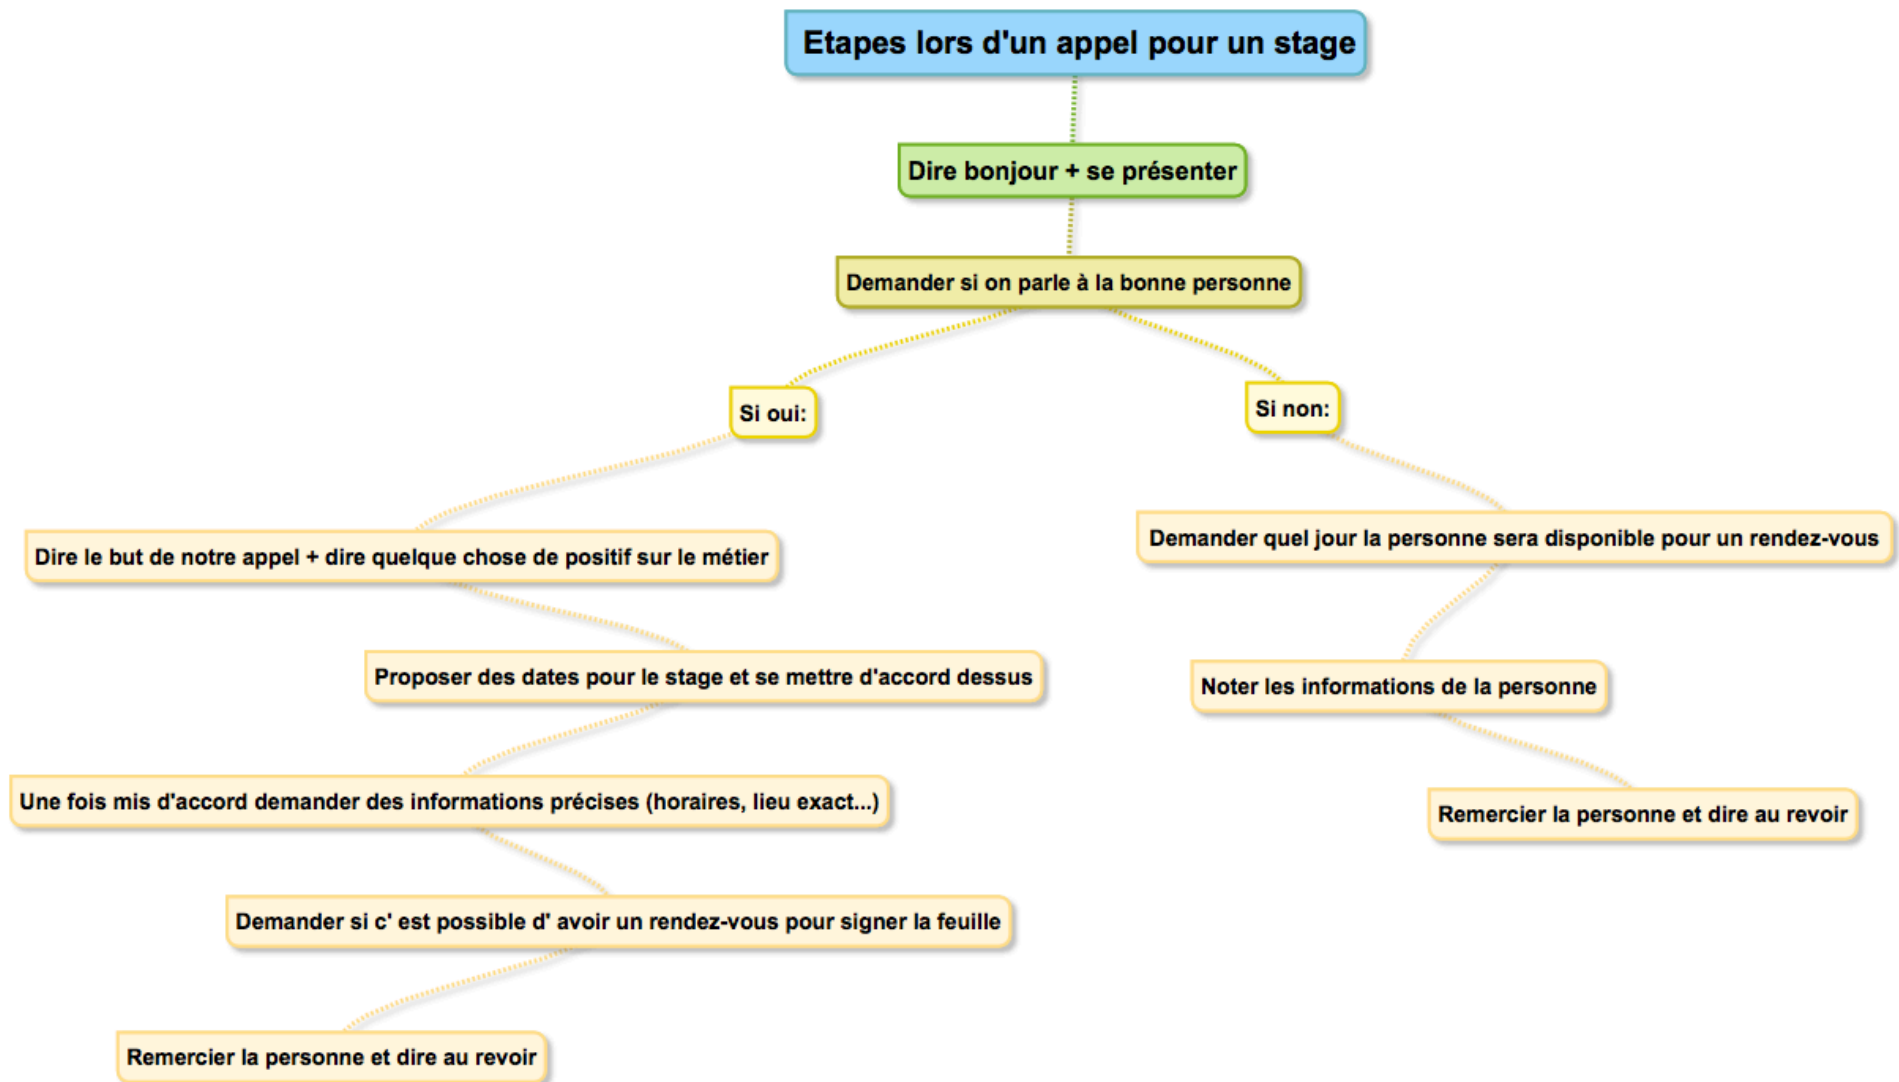 Etapes lors d'un appel pour un stage
Dire bonjour + se présenter
Demander si on parle à la bonne personne
Si oui:
Dire le but de notre appel + dire quelque chose de positif sur le métier
Proposer des dates pour le stage et se mettre d'accord dessus
Une fois mis d'accord demander des informations précises (horaires, lieu exact...)
Demander si c' est possible d' avoir un rendez-vous pour signer la feuille
Remercier la personne et dire au revoir
Si non:
Demander quel jour la personne sera disponible pour un rendez-vous
Noter les informations de la personne
Remercier la personne et dire au revoir